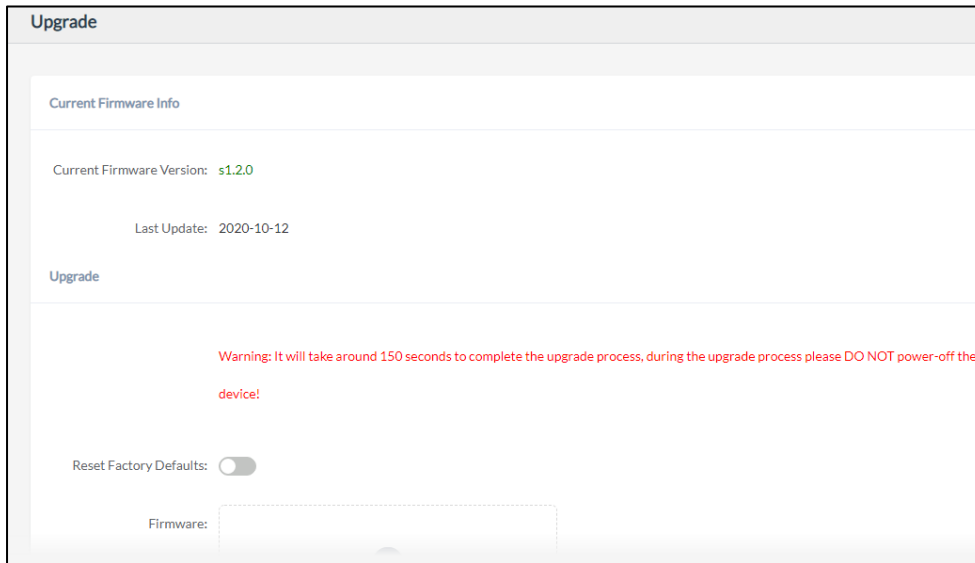 Upgrade
Current Firmware Info
Current Firmware Version: s1.2.0
Last Update: 2020-10-12
Upgrade
Warning: It will take around 150 seconds to complete the upgrade process, during the upgrade process please DO NOT power-off the
device!
Reset Factory Defaults:
Firmware: